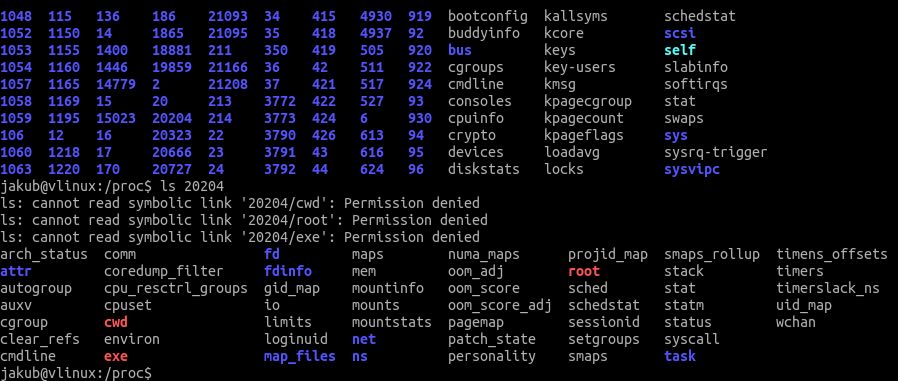 1048 115 136 186 21093 34 415 4930 919 bootconfig kallsyms schedstat
1052 1150 14 1865 21095 35 418 4937 92 buddyinfo kcore scsi
1053 1155 1400 18881 211 350 419 505 920 bus keys self
1054 1160 1446 19859 21166 36 42 511 922 cgroups key-users slabinfo
1057 1165 14779 2 21208 37 421 517 924 cmdline kmsg softirqs
1058 1169 15 20 213 3772 422 527 93 consoles kpagecgroup stat
1059 1195 15023 20204 214 3773 424 6 930 cpuinfo kpagecount swaps
106 12 16 20323 22 3790 426 613 94 crypto kpageflags sys
1060 1218 17 20666 23 3791 43 616 95 devices loadavg sysrq-trigger
1063 1220 170 20727 24 3792 44 624 96 diskstats locks sysvipc
jakub@vlinux:/proc$ ls 20204
ls: cannot read symbolic link '20204/cwd': Permission denied
ls: cannot read symbolic link '20204/root': Permission denied
ls: cannot read symbolic link '20204/exe': Permission denied
arch_status comm fd maps numa_maps projid_map smaps_rollup timens_offsets
attr coredump_filter fdinfo mem oom_adj root stack timers
autogroup cpu_resctrl_groups gid_map mountinfo oom_score sched stat timerslack_ns
auxv cpuset io mounts oom_score_adj schedstat statm uid_map
cgroup cwd limits mountstats pagemap sessionid status wchan
clear_refs environ loginuid net patch_state setgroups syscall
cmdline exe map_files ns personality smaps task
jakub@vlinux:/proc$